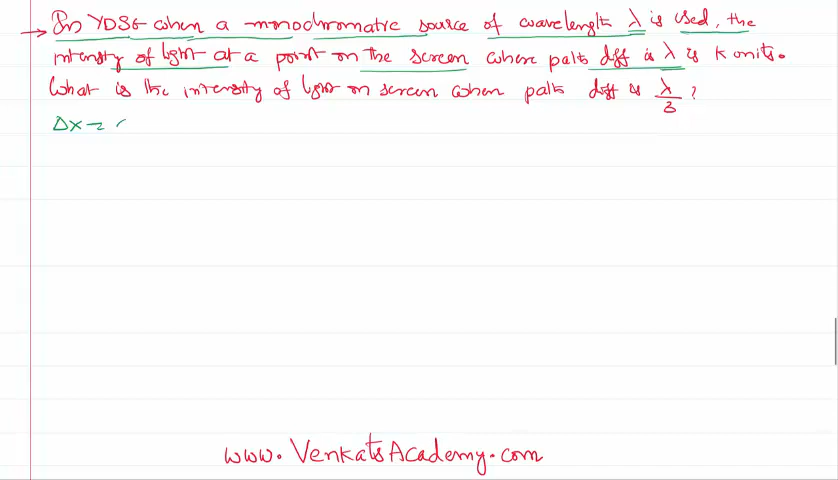 → In YDSE when a monochromatic source of wavelength λ is used, the
intensity of light at a point on the screen where path diff is λ is K units.
What is the intensity of light on screen when path diff is λ/3 ?
Δx =
www.VenkatsAcademy.com